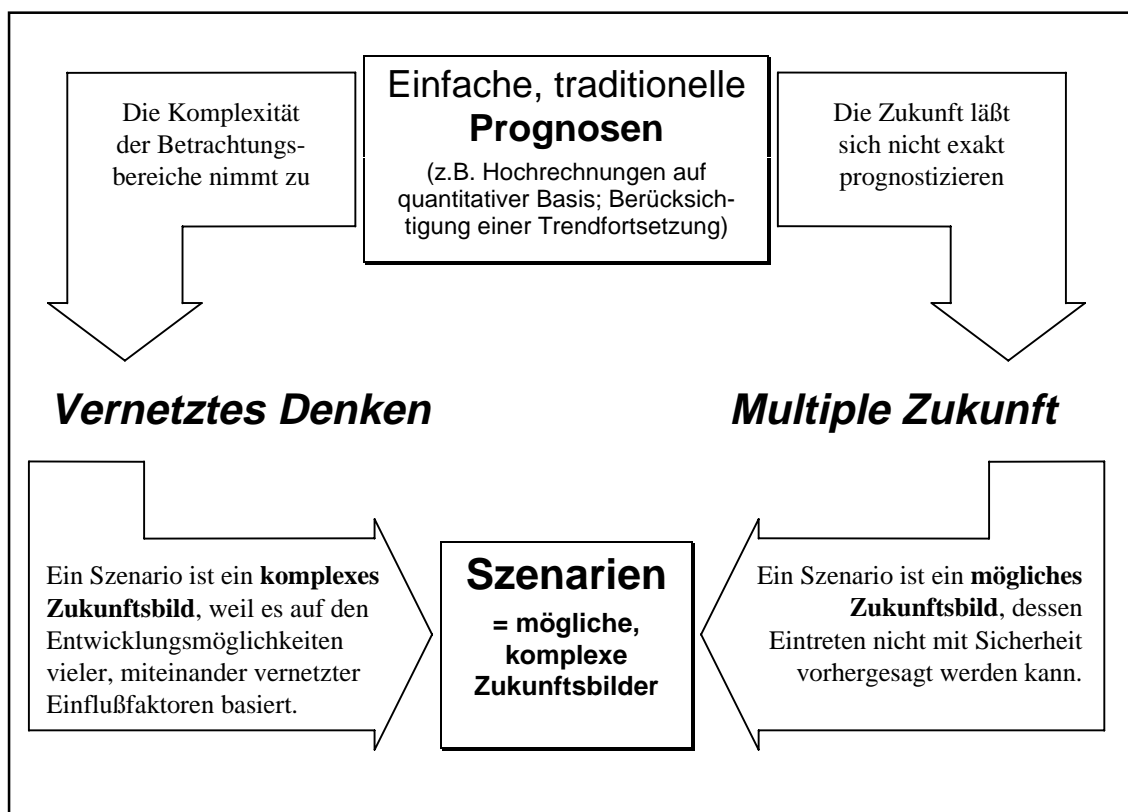 Einfache, traditionelle
Prognosen
(z.B. Hochrechnungen auf
quantitativer Basis; Berücksich-
tigung einer Trendfortsetzung)
Die Komplexität
der Betrachtungs-
bereiche nimmt zu
Die Zukunft läßt
sich nicht exakt
prognostizieren
Vernetztes Denken
Multiple Zukunft
Ein Szenario ist ein komplexes
Zukunftsbild, weil es auf den
Entwicklungsmöglichkeiten
vieler, miteinander vernetzter
Einflußfaktoren basiert.
Szenarien
= mögliche,
komplexe
Zukunftsbilder
Ein Szenario ist ein mögliches
Zukunftsbild, dessen
Eintreten nicht mit Sicherheit
vorhergesagt werden kann.